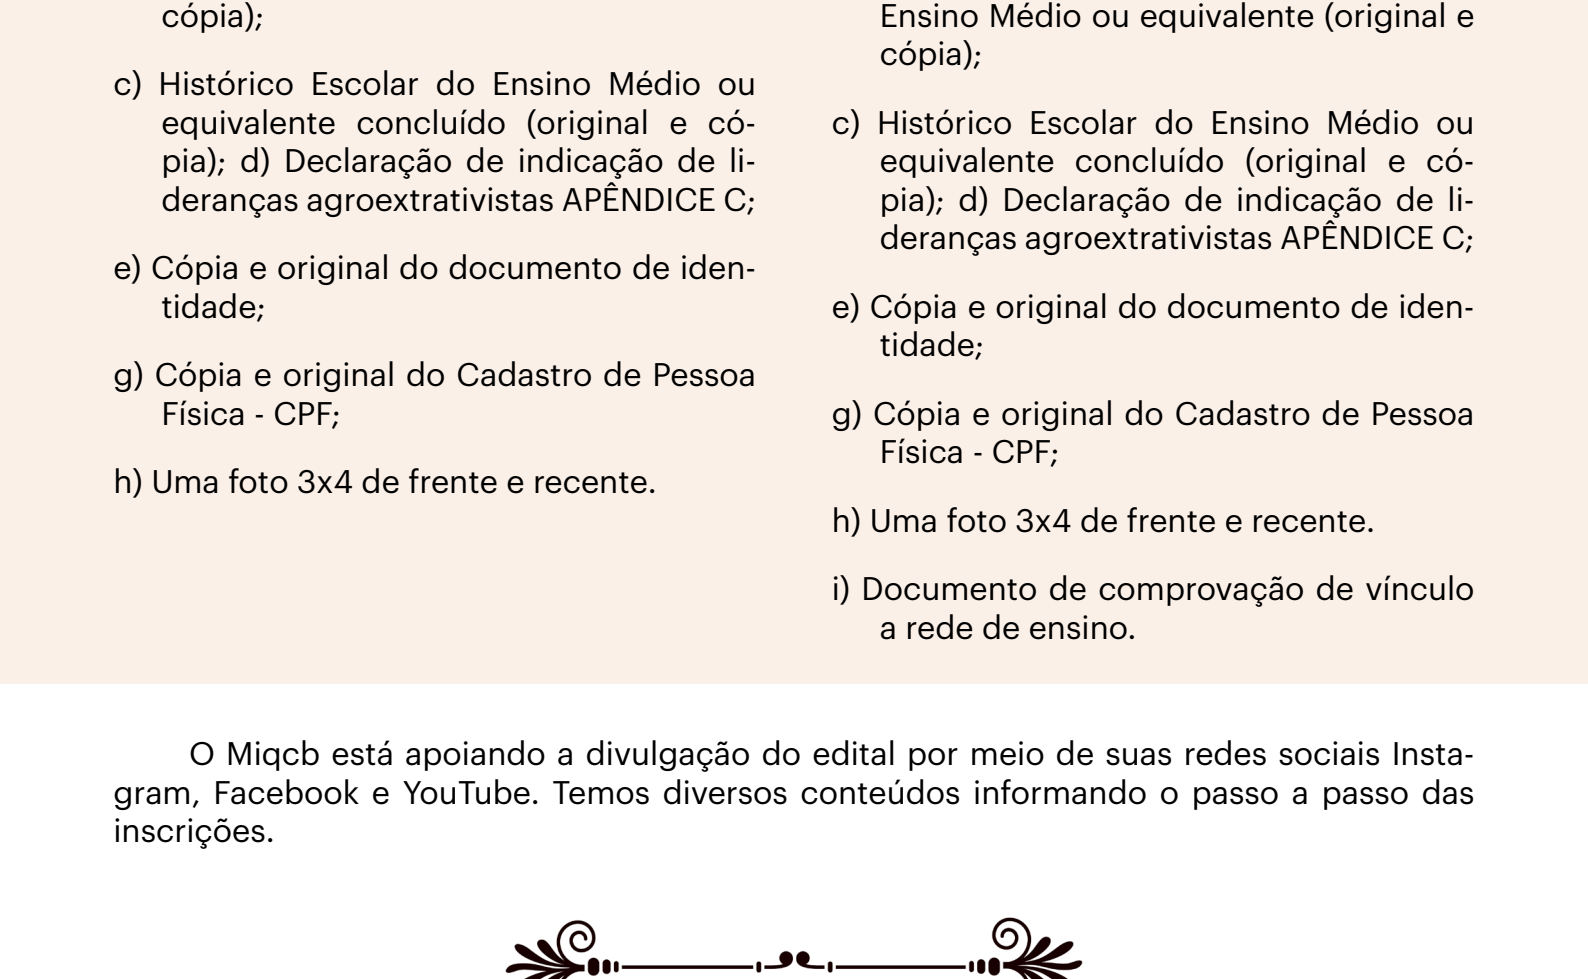 cópia);
c) Histórico Escolar do Ensino Médio ou
equivalente concluído (original e có-
pia); d) Declaração de indicação de li-
deranças agroextrativistas APÊNDICE C;
e) Cópia e original do documento de iden-
tidade;
g) Cópia e original do Cadastro de Pessoa
Física - CPF;
h) Uma foto 3x4 de frente e recente.
Ensino Médio ou equivalente (original e
cópia);
c) Histórico Escolar do Ensino Médio ou
equivalente concluído (original e có-
pia); d) Declaração de indicação de li-
deranças agroextrativistas APÊNDICE C;
e) Cópia e original do documento de iden-
tidade;
g) Cópia e original do Cadastro de Pessoa
Física - CPF;
h) Uma foto 3x4 de frente e recente.
i) Documento de comprovação de vínculo
a rede de ensino.
O Miqcb está apoiando a divulgação do edital por meio de suas redes sociais Insta-
gram, Facebook e YouTube. Temos diversos conteúdos informando o passo a passo das
inscrições.